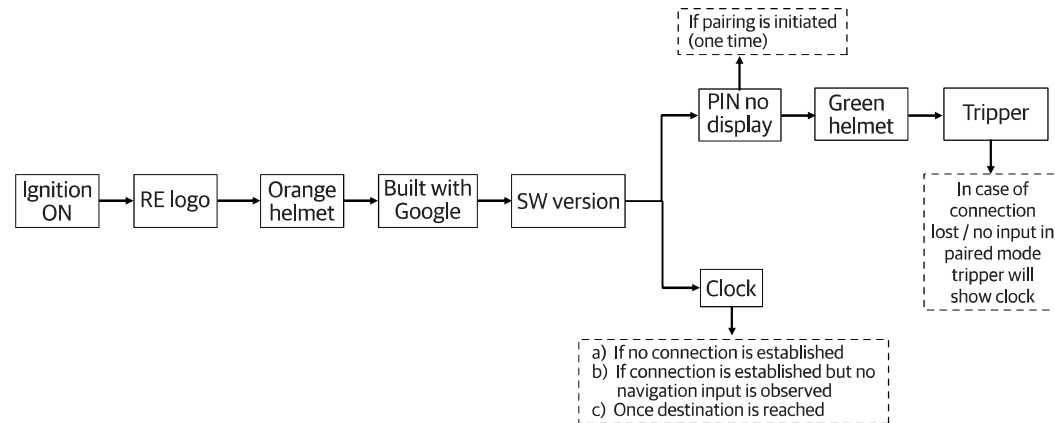 If pairing is initiated
(one time)
PIN no
display
Green
helmet
Tripper
Ignition
ON
RE logo
Orange
helmet
Built with
Google
SW version
In case of
connection
lost / no input in
paired mode
tripper will
show clock
Clock
a) If no connection is established
b) If connection is established but no
navigation input is observed
c) Once destination is reached